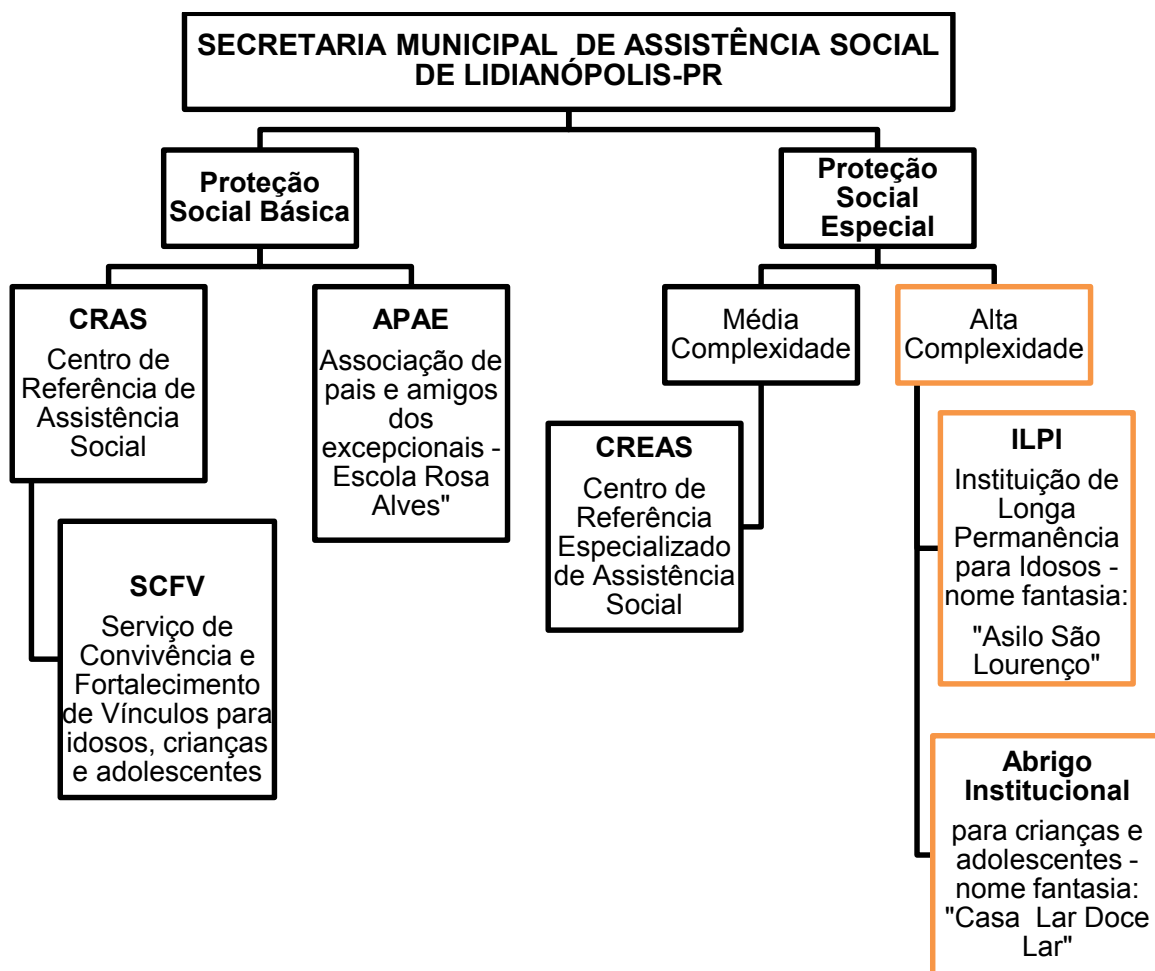 SECRETARIA MUNICIPAL DE ASSISTÊNCIA SOCIAL
DE LIDIANÓPOLIS-PR
Proteção
Social Básica
Proteção
Social
Especial
CRAS
Centro de
Referência de
Assistência
Social
APAE
Associação de
pais e amigos
dos
excepcionais -
Escola Rosa
Alves"
Média
Complexidade
Alta
Complexidade
SCFV
Serviço de
Convivência e
Fortalecimento
de Vínculos para
idosos, crianças
e adolescentes
CREAS
Centro de
Referência
Especializado
de Assistência
Social
ILPI
Instituição de
Longa
Permanência
para Idosos -
nome fantasia:
"Asilo São
Lourenço"
Abrigo
Institucional
para crianças e
adolescentes -
nome fantasia:
"Casa Lar Doce
Lar"